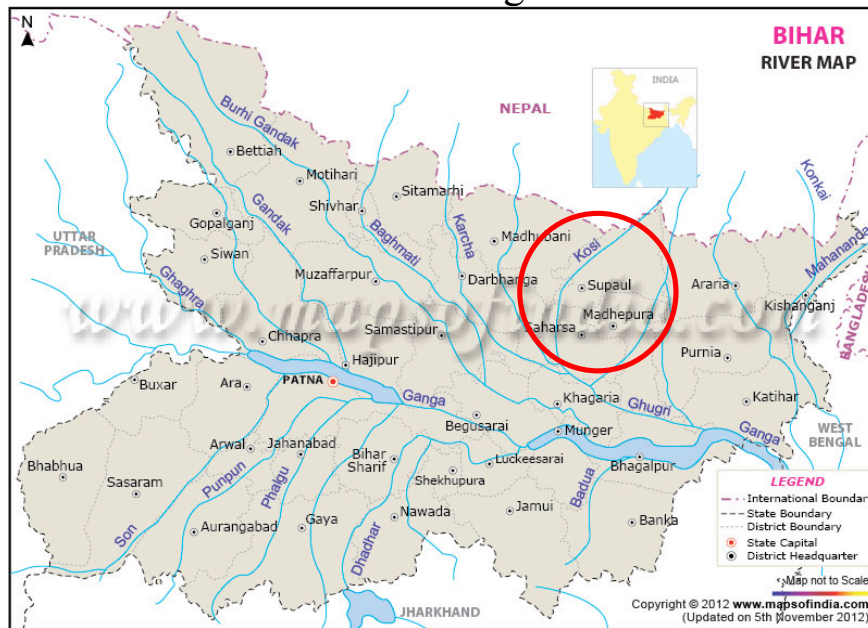 N
BIHAR
RIVER MAP
INDIA
NEPAL
Burhi Gandak
Bettiah
Motihari
Sitamarhi
Shivhar
Konkai
Gandak
Gopalganj
Baghmati
Karcha
Madhubani
Kosi
Mahananda
UTTAR
PRADESH
Siwan
Ghaghra
Muzaffarpur
Darbhanga
Supaul
Araria
Kishanganj
www.mapsofindia.com
Madhepura
Saharsa
Samastipur
Chhapra
Hajipur
Purnia
BANGLADESH
Buxar
Ara
PATNA
Ganga
Khagaria
Ghugri
Katihar
Begusarai
Munger
Ganga
WEST
BENGAL
Arwal
Jahanabad
Bihar
Sharif
Luckeesarai
Bhagalpur
Bhabhua
Sasaram
Punpun
Phalgu
Shekhupura
Badua
Son
Aurangabad
Gaya
Dhadhar
Nawada
Jamui
Banka
JHARKHAND
LEGEND
International Boundar
State Boundary
District Boundary
State Capital
District Headquarter
Map not to Scale
Copyright © 2012 www.mapsofindia.com
(Updated on 5th November 2012)